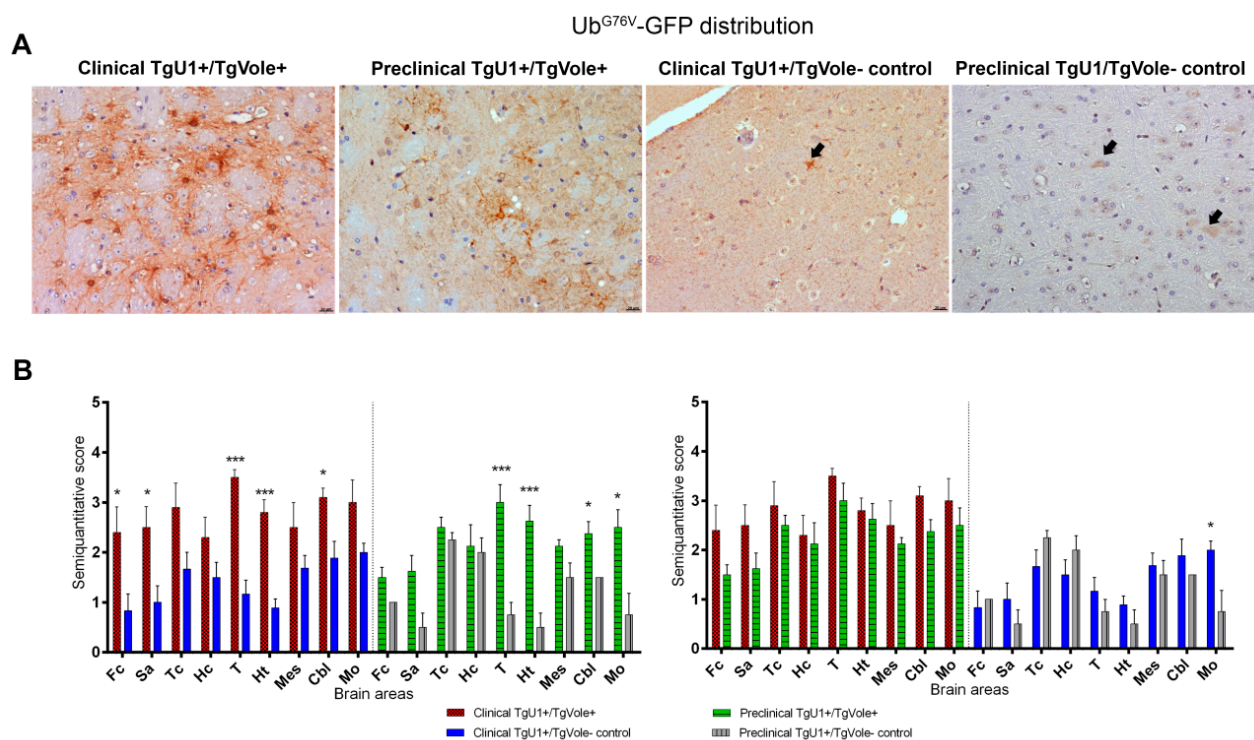 Ub^G76V-GFP distribution
A
Clinical TgU1+/TgVole+
Preclinical TgU1+/TgVole+
Clinical TgU1+/TgVole- control
Preclinical TgU1/TgVole- control
B
Semiquantitative score
5
4
3
2
1
0
* * *** *** * *** *** * *
Fc Sa Tc Hc T Ht Mes Cbl Mo Fc Sa Tc Hc T Ht Mes Cbl Mo
Brain areas
Semiquantitative score
5
4
3
2
1
0
*
Fc Sa Tc Hc T Ht Mes Cbl Mo Fc Sa Tc Hc T Ht Mes Cbl Mo
Brain areas
Clinical TgU1+/TgVole+
Clinical TgU1+/TgVole- control
Preclinical TgU1+/TgVole+
Preclinical TgU1+/TgVole- control